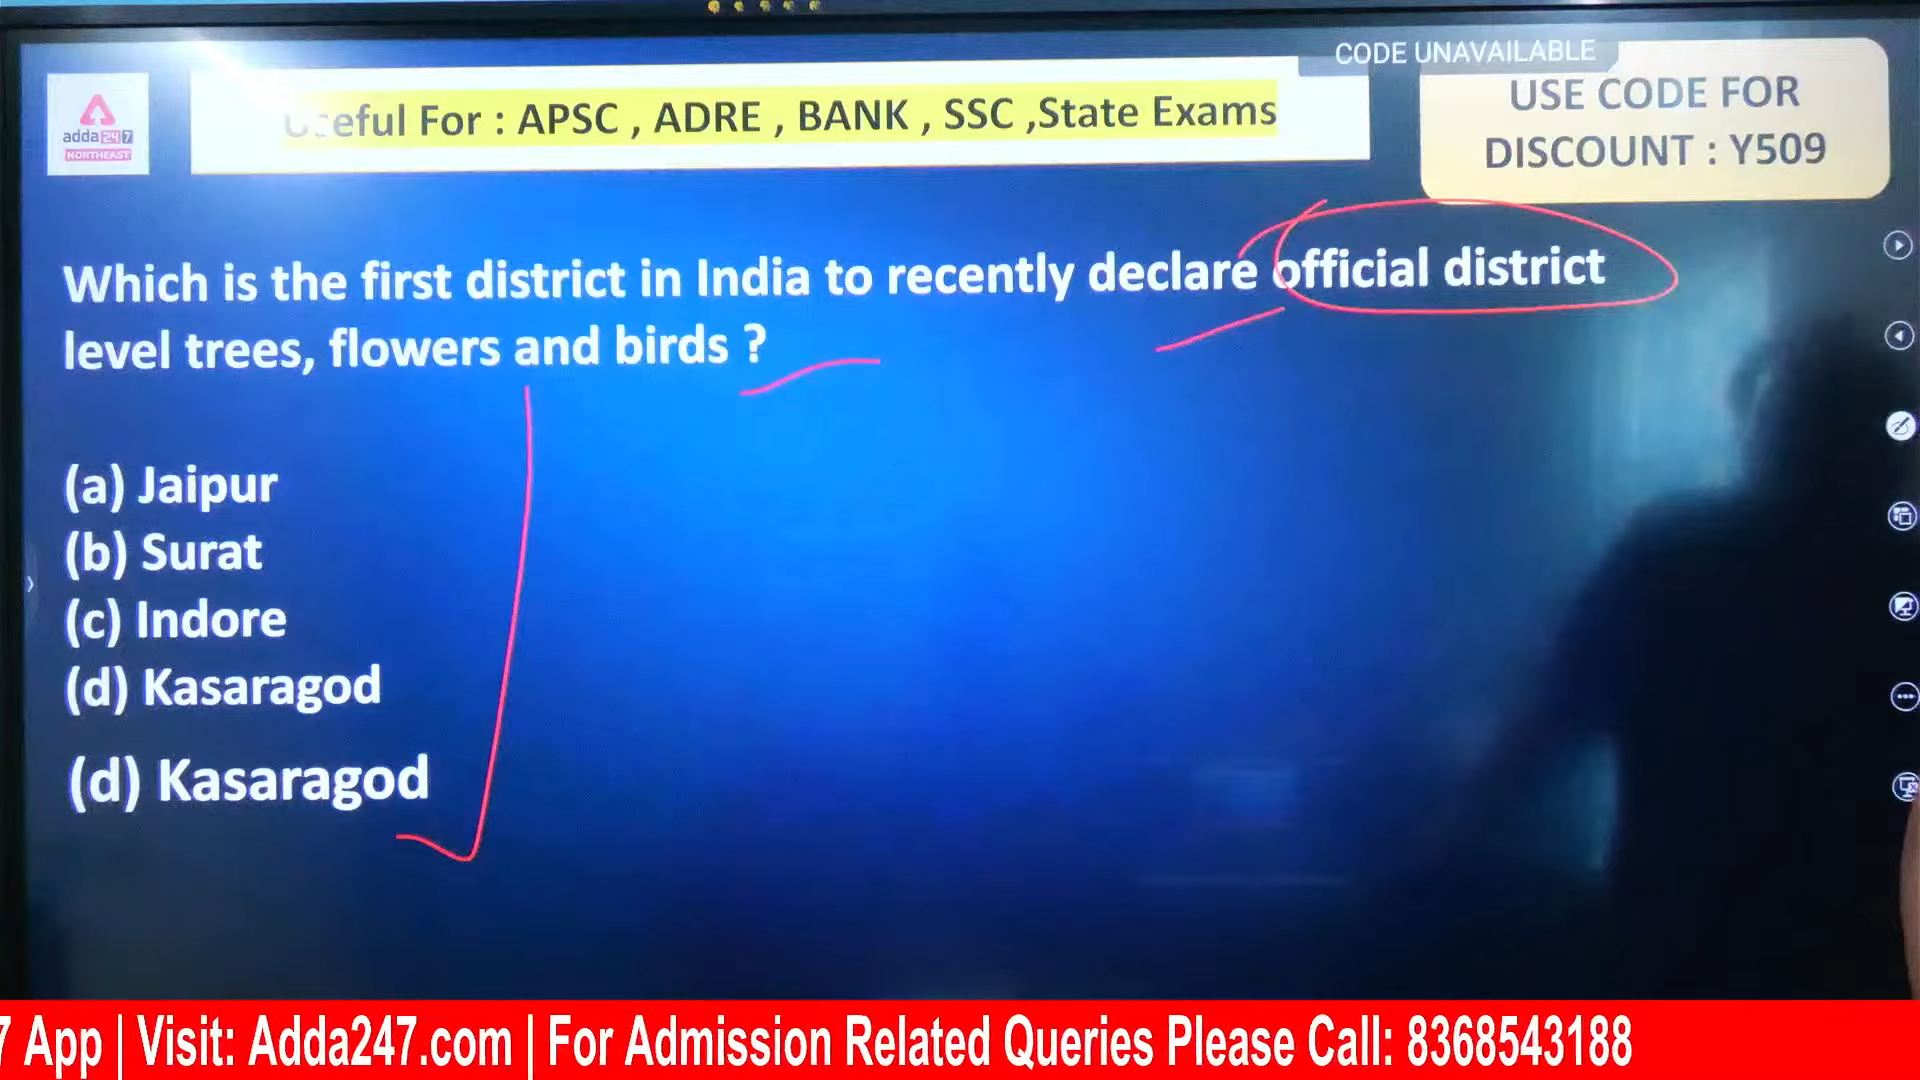 CODE UNAVAILABLE
adda247
NORTHEAST
Useful For : APSC , ADRE , BANK , SSC ,State Exams
USE CODE FOR
DISCOUNT : Y509
Which is the first district in India to recently declare official district
level trees, flowers and birds ?
(a) Jaipur
(b) Surat
(c) Indore
(d) Kasaragod
(d) Kasaragod
7 App | Visit: Adda247.com | For Admission Related Queries Please Call: 8368543188